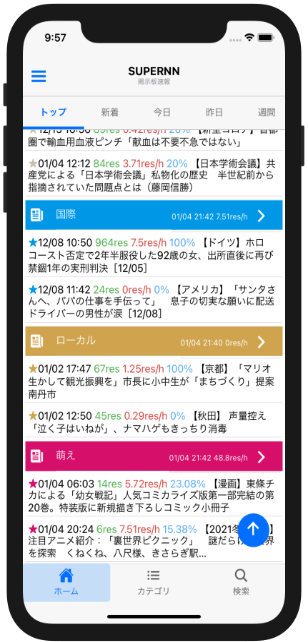 9:57
SUPERNN
掲示板速報
トップ 新着 今日 昨日 週間
★12/13 10:50 89res 0.42res/h 20% 【新型コロナ】首都
圏で輸血用血液ピンチ「献血は不要不急ではない」
★01/04 12:12 84res 3.71res/h 20% 【日本学術会議】共
産党による「日本学術会議」私物化の歴史　半世紀前から
指摘されていた問題点とは（藤岡信勝）
国際 01/04 21:42 7.51res/h
★12/08 10:50 964res 7.5res/h 100% 【ドイツ】ホロ
コースト否定で2年半服役した92歳の女、出所直後に再び
禁錮1年の実刑判決［12/05］
★12/08 11:42 24res 0res/h 0% 【アメリカ】「サンタさ
んへ、パパの仕事を手伝って」　息子の切実な願いに配送
ドライバーの男性が涙［12/08］
ローカル 01/04 21:40 0res/h
★01/02 17:47 67res 1.25res/h 100% 【京都】「マリオ
生かして観光振興を」市長に小中生が「まちづくり」提案
南丹市
★01/02 12:50 45res 0.29res/h 0% 【秋田】 声量控え
「泣く子はいねが」、ナマハゲもきっちり消毒
萌え 01/04 21:42 48.8res/h
★01/04 06:03 14res 5.72res/h 23.08% 【漫画】東條チ
カによる「幼女戦記」人気コミカライズ版第一部完結の第
20巻。特装版に新規描き下ろしコミック小冊子
★01/04 20:24 6res 7.51res/h 15.38% 【2021冬
注目アニメ紹介：「裏世界ピクニック」　謎だらけ 界
を探索　くねくね、八尺様、きさらぎ駅...
ホーム カテゴリ 検索